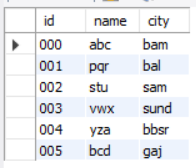 id name city
000 abc bam
001 pqr bal
002 stu sam
003 vwx sund
004 yza bbsr
005 bcd gaj